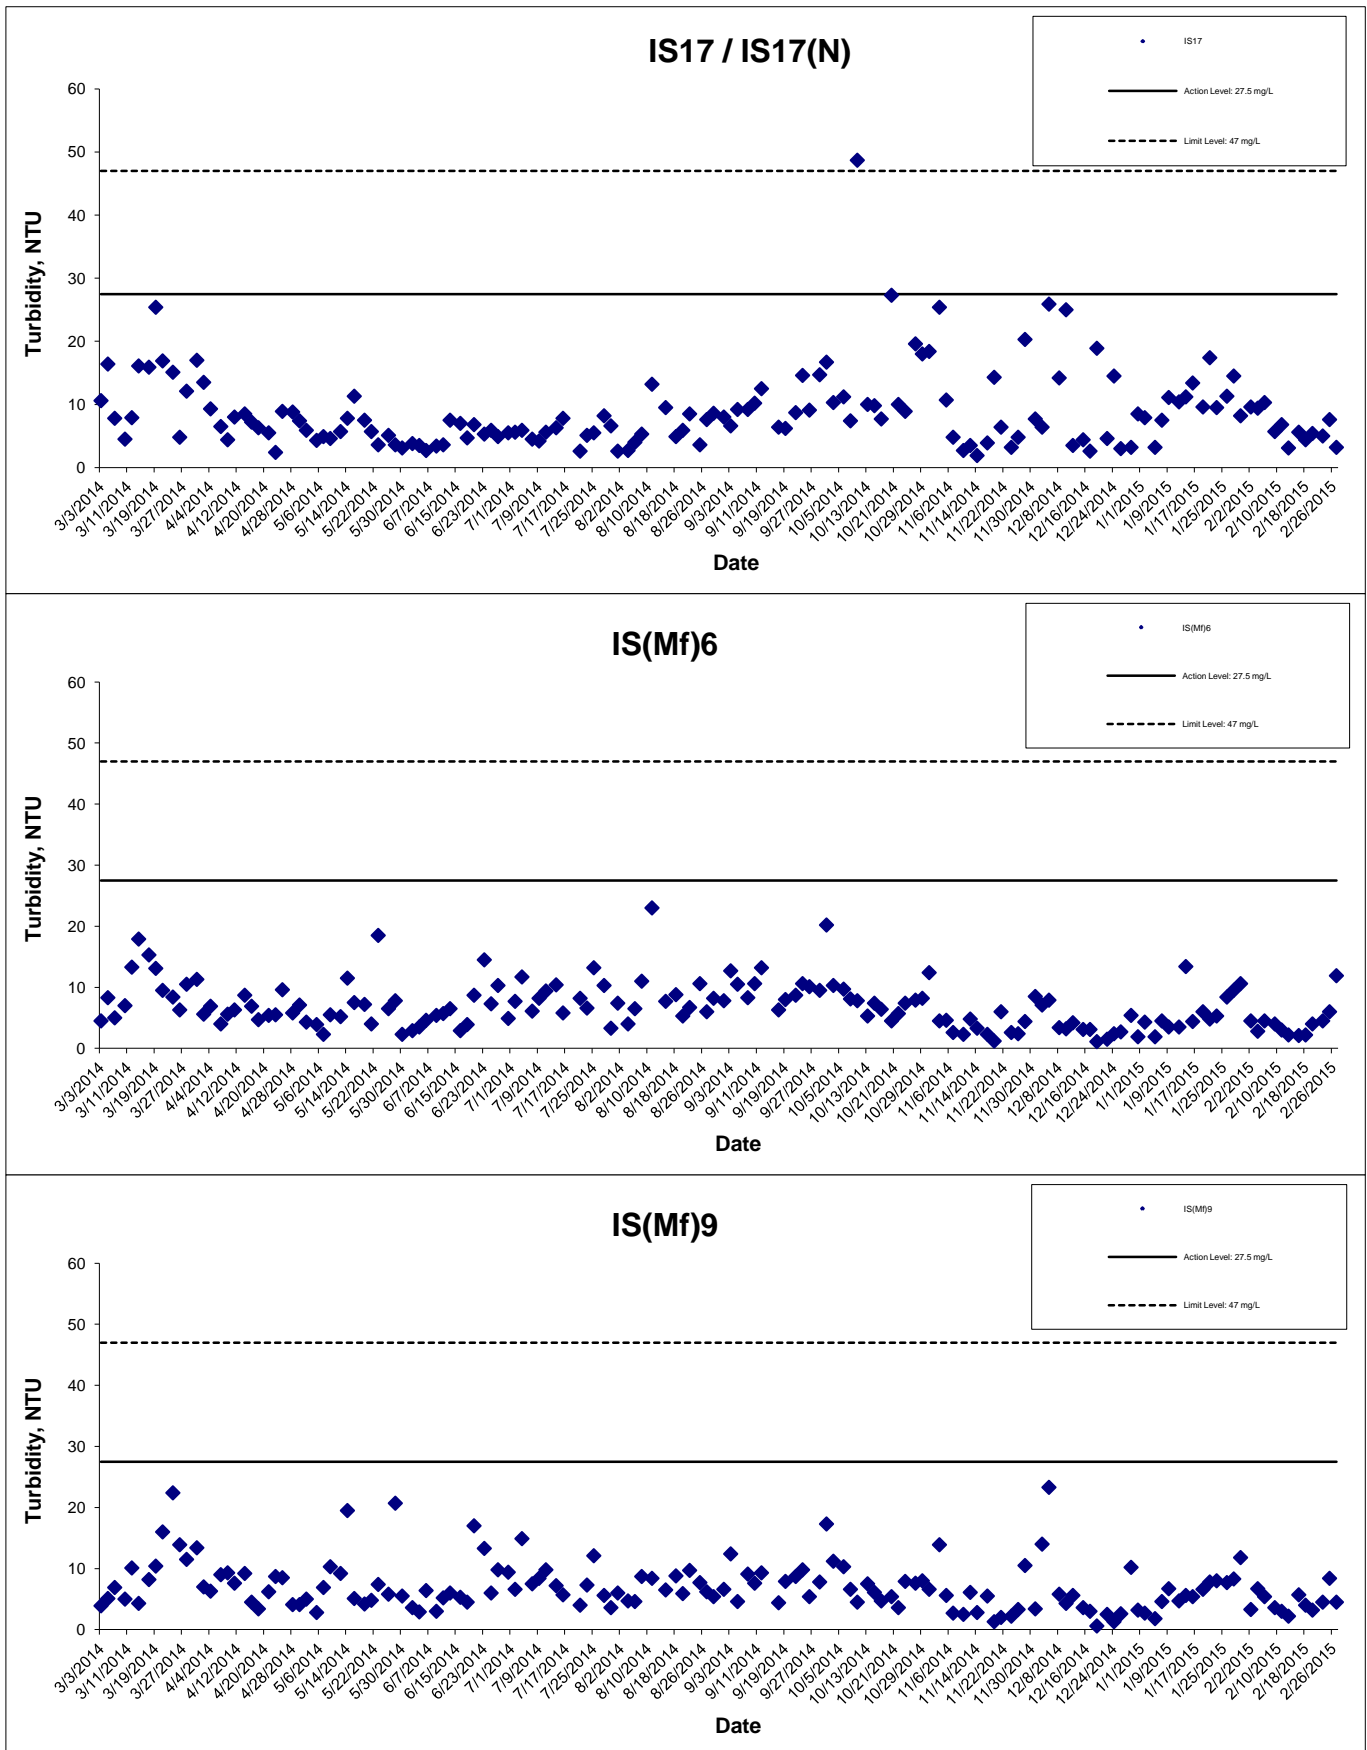 IS17 / IS17(N)
IS17
Action Level: 27.5 mg/L
Limit Level: 47 mg/L
60
50
40
30
20
10
0
Turbidity, NTU
3/3/2014 3/11/2014 3/19/2014 3/27/2014 4/4/2014 4/12/2014 4/20/2014 4/28/2014 5/6/2014 5/14/2014 5/22/2014 5/30/2014 6/7/2014 6/15/2014 6/23/2014 7/1/2014 7/9/2014 7/17/2014 7/25/2014 8/2/2014 8/10/2014 8/18/2014 8/26/2014 9/3/2014 9/11/2014 9/19/2014 9/27/2014 10/5/2014 10/13/2014 10/21/2014 10/29/2014 11/6/2014 11/14/2014 11/22/2014 11/30/2014 12/8/2014 12/16/2014 12/24/2014 1/1/2015 1/9/2015 1/17/2015 1/25/2015 2/2/2015 2/10/2015 2/18/2015 2/26/2015
Date
IS(Mf)6
IS(Mf)6
Action Level: 27.5 mg/L
Limit Level: 47 mg/L
60
50
40
30
20
10
0
Turbidity, NTU
3/3/2014 3/11/2014 3/19/2014 3/27/2014 4/4/2014 4/12/2014 4/20/2014 4/28/2014 5/6/2014 5/14/2014 5/22/2014 5/30/2014 6/7/2014 6/15/2014 6/23/2014 7/1/2014 7/9/2014 7/17/2014 7/25/2014 8/2/2014 8/10/2014 8/18/2014 8/26/2014 9/3/2014 9/11/2014 9/19/2014 9/27/2014 10/5/2014 10/13/2014 10/21/2014 10/29/2014 11/6/2014 11/14/2014 11/22/2014 11/30/2014 12/8/2014 12/16/2014 12/24/2014 1/1/2015 1/9/2015 1/17/2015 1/25/2015 2/2/2015 2/10/2015 2/18/2015 2/26/2015
Date
IS(Mf)9
IS(Mf)9
Action Level: 27.5 mg/L
Limit Level: 47 mg/L
60
50
40
30
20
10
0
Turbidity, NTU
3/3/2014 3/11/2014 3/19/2014 3/27/2014 4/4/2014 4/12/2014 4/20/2014 4/28/2014 5/6/2014 5/14/2014 5/22/2014 5/30/2014 6/7/2014 6/15/2014 6/23/2014 7/1/2014 7/9/2014 7/17/2014 7/25/2014 8/2/2014 8/10/2014 8/18/2014 8/26/2014 9/3/2014 9/11/2014 9/19/2014 9/27/2014 10/5/2014 10/13/2014 10/21/2014 10/29/2014 11/6/2014 11/14/2014 11/22/2014 11/30/2014 12/8/2014 12/16/2014 12/24/2014 1/1/2015 1/9/2015 1/17/2015 1/25/2015 2/2/2015 2/10/2015 2/18/2015 2/26/2015
Date